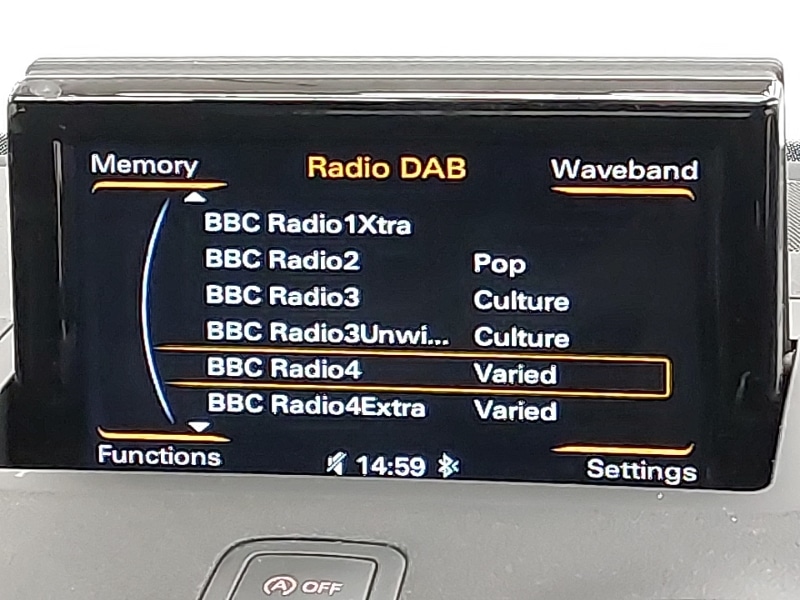 Memory Radio DAB Waveband
BBC Radio1Xtra
BBC Radio2 Pop
BBC Radio3 Culture
BBC Radio3Unwi... Culture
BBC Radio4 Varied
BBC Radio4Extra Varied
Functions 14:59 Settings
A OFF